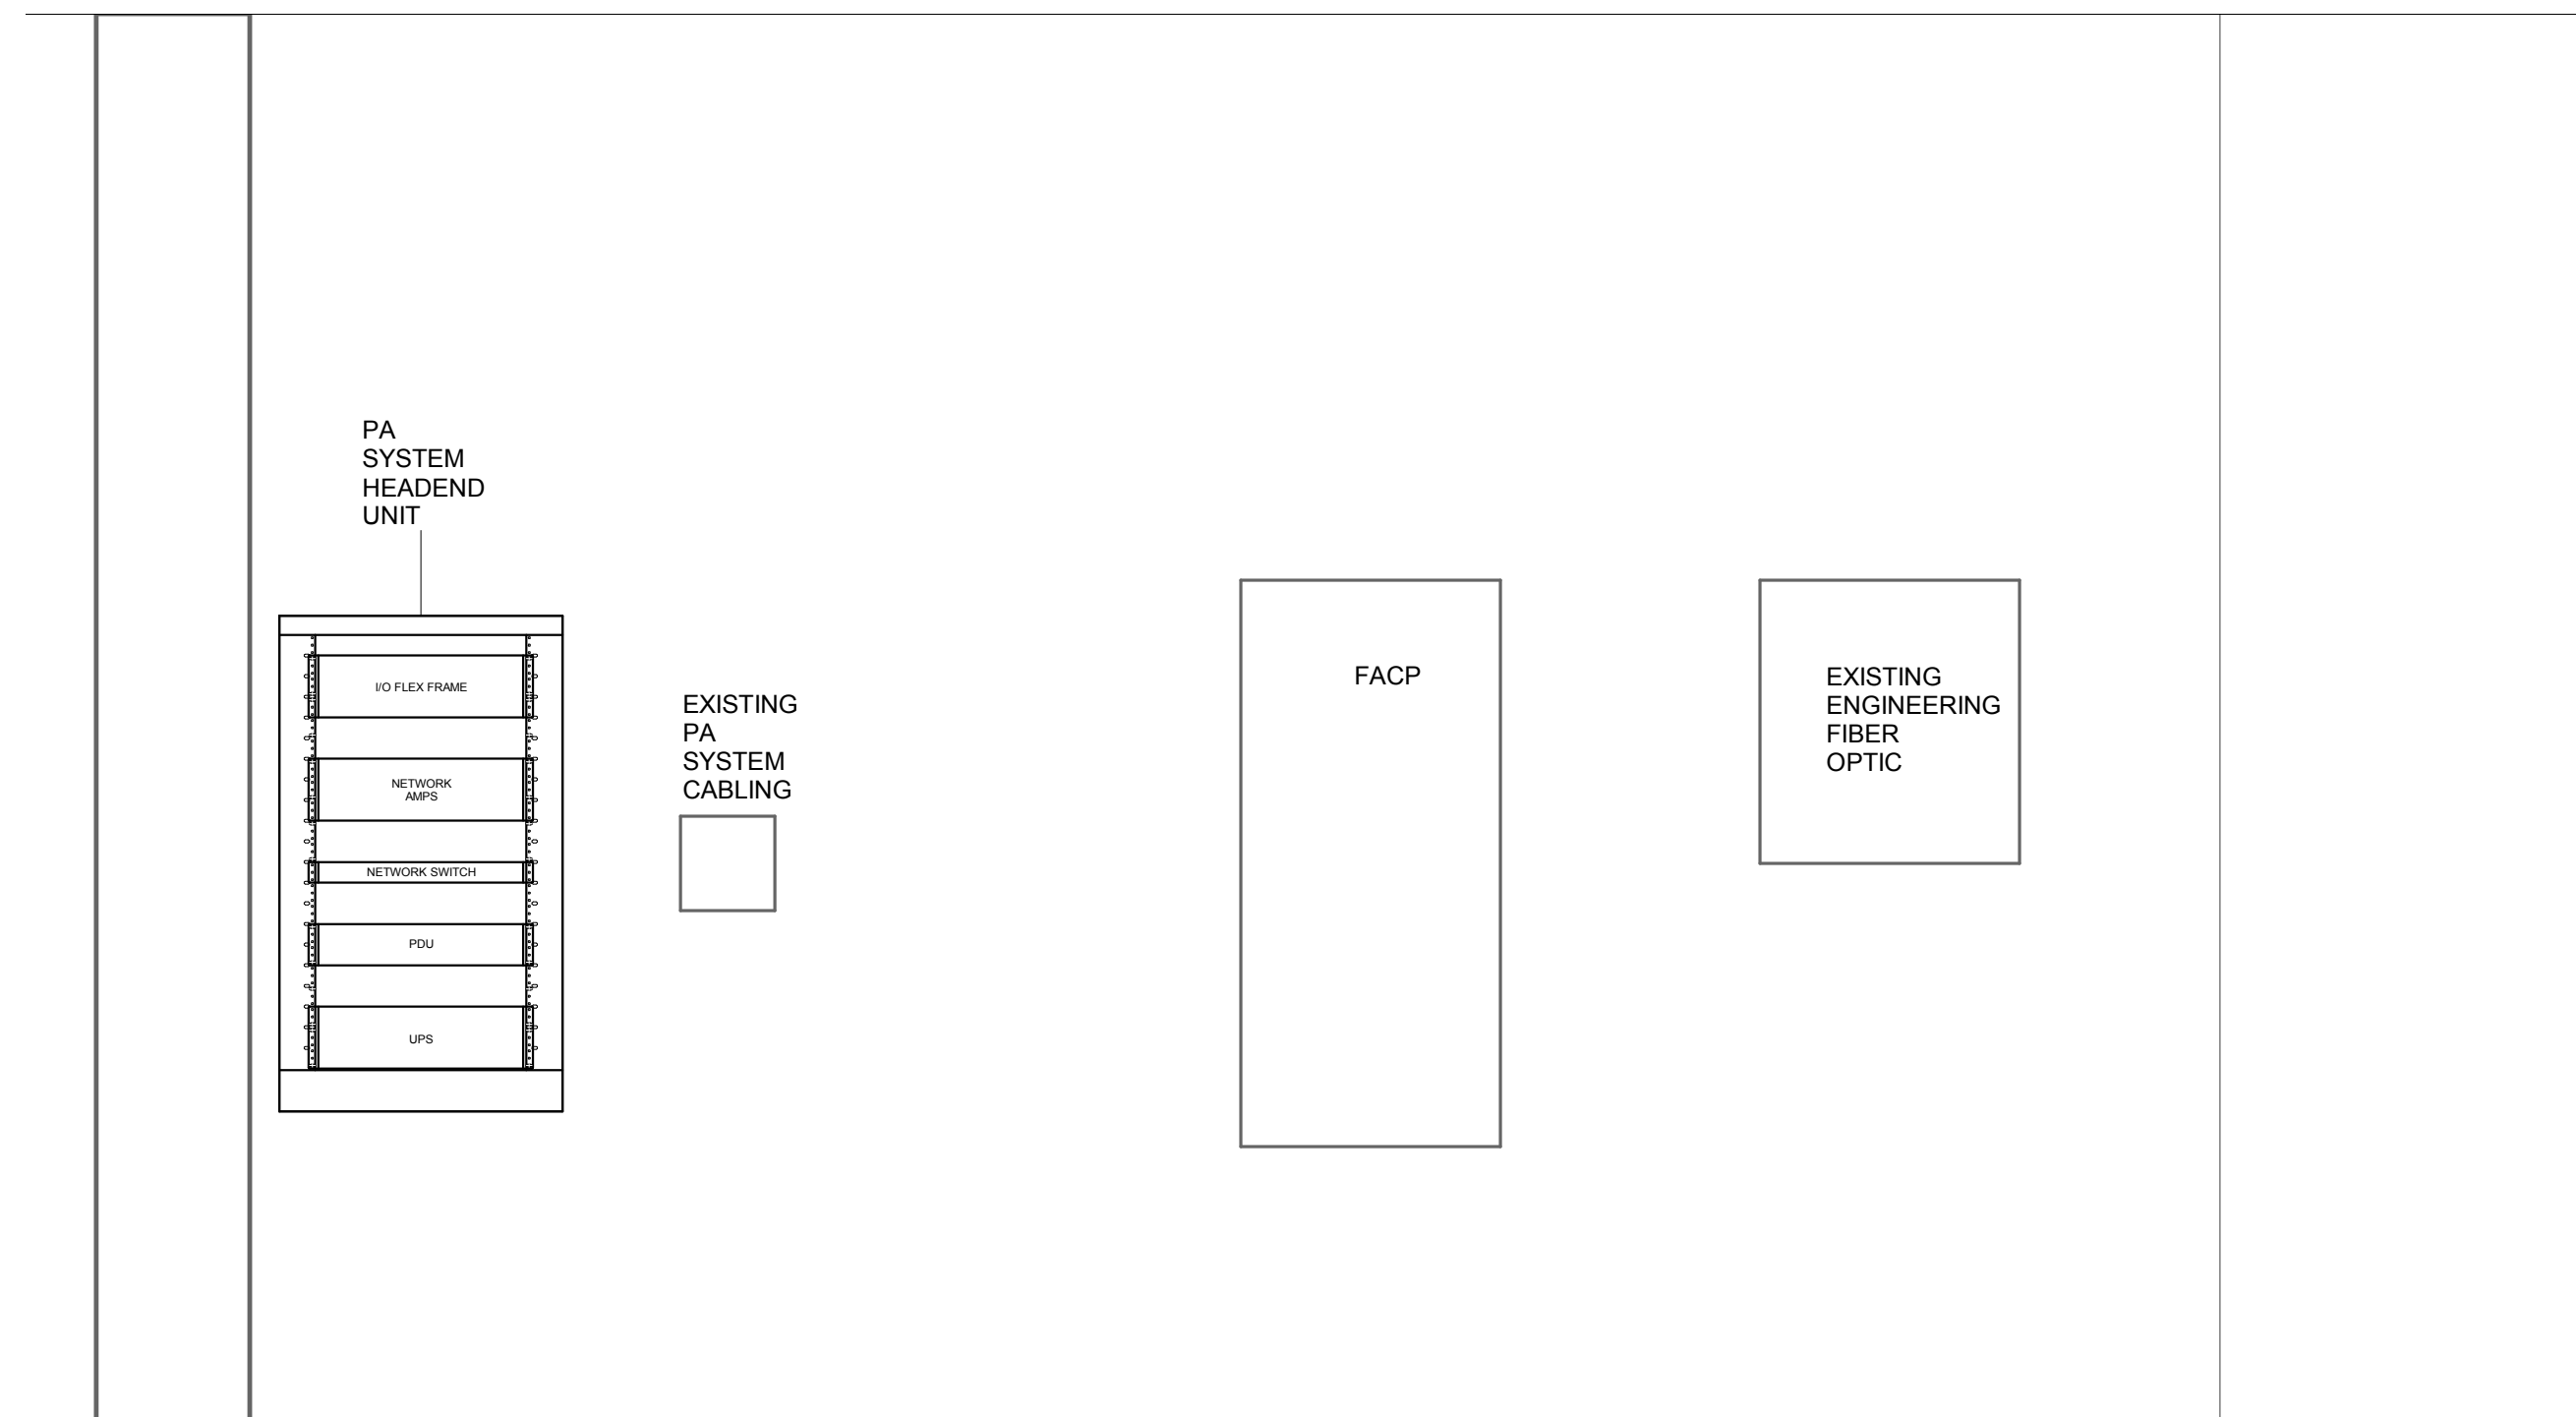 PA
SYSTEM
HEADEND
UNIT
I/O FLEX FRAME
NETWORK
AMPS
NETWORK SWITCH
PDU
UPS
EXISTING
PA
SYSTEM
CABLING
FACP
EXISTING
ENGINEERING
FIBER
OPTIC